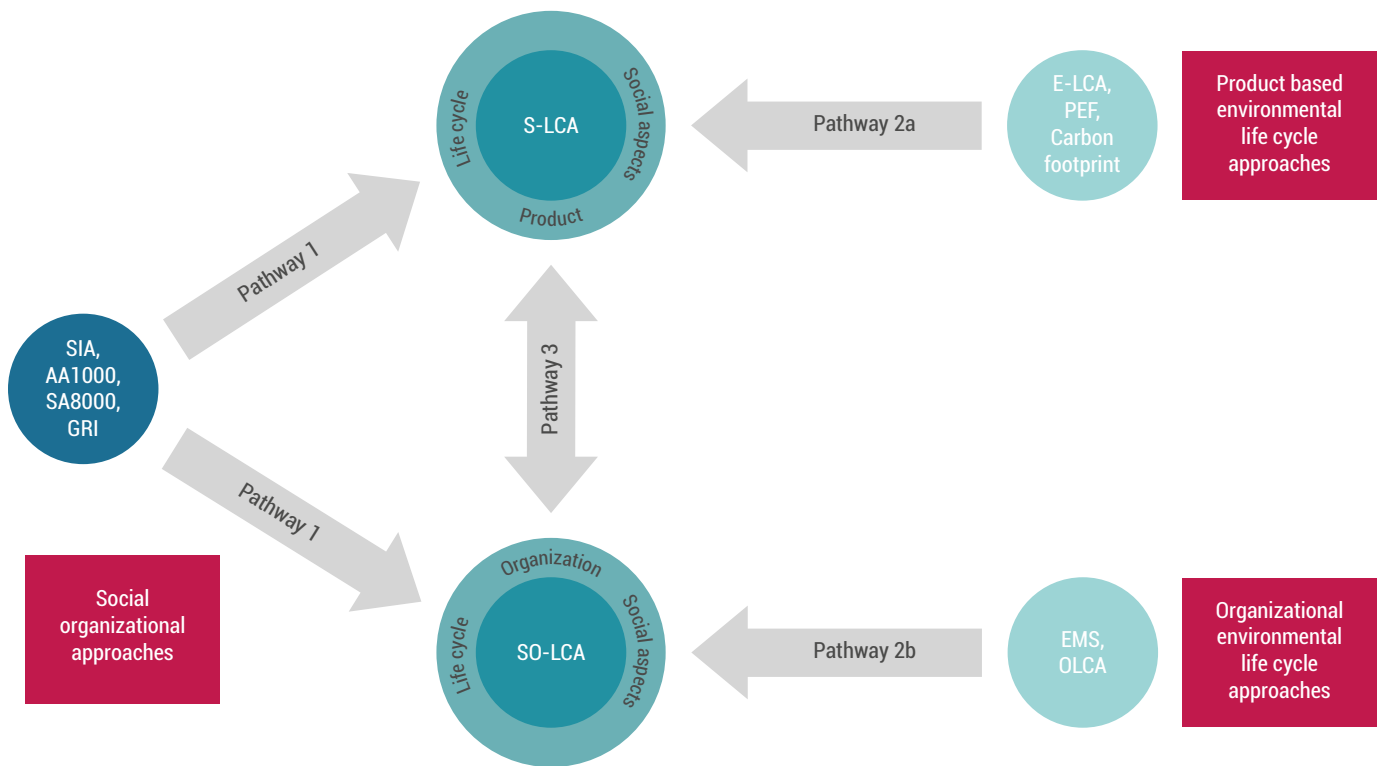 Life cycle
Social aspects
Product
S-LCA
Pathway 2a
E-LCA,
PEF,
Carbon
footprint
Product based
environmental
life cycle
approaches
Pathway 1
SIA,
AA1000,
SA8000,
GRI
Pathway 3
Pathway 1
Social
organizational
approaches
Organization
Life cycle
Social aspects
SO-LCA
Pathway 2b
EMS,
OLCA
Organizational
environmental
life cycle
approaches